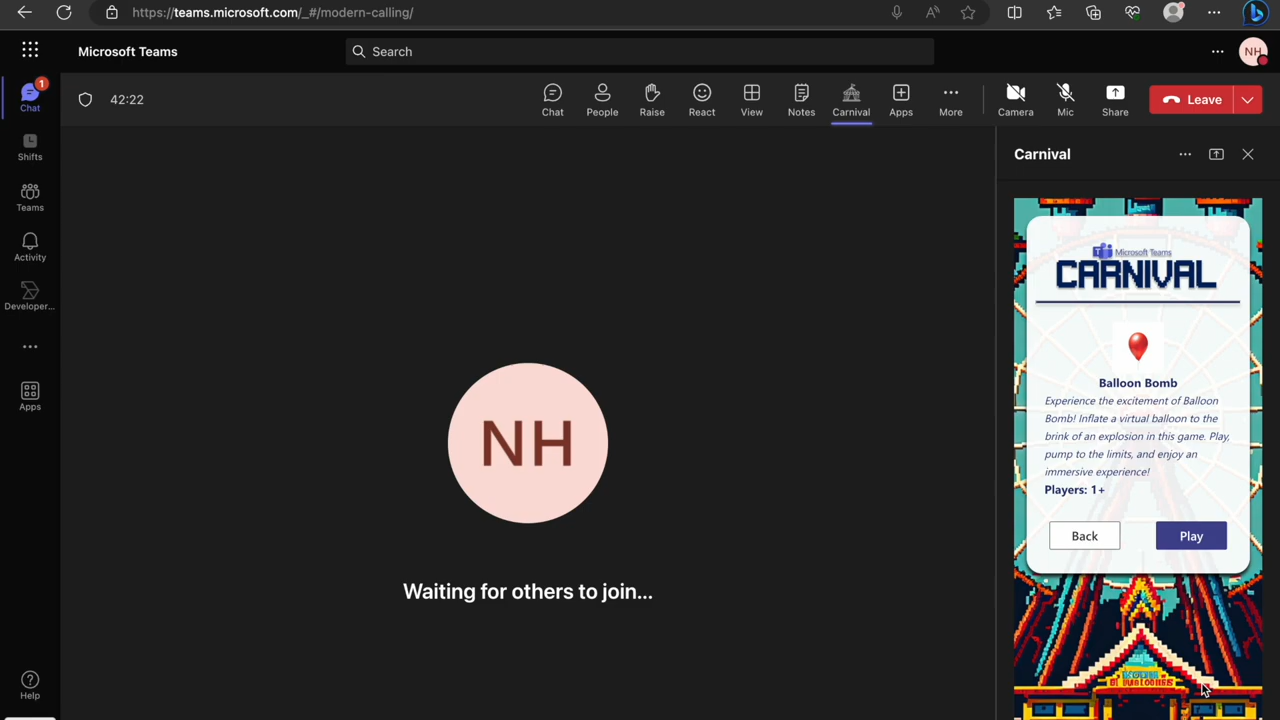 https://teams.microsoft.com/_#/modern-calling/
Microsoft Teams
Search
NH
1
Chat
Shifts
Teams
Activity
Developer...
Apps
Help
42:22
Chat
People
Raise
React
View
Notes
Carnival
Apps
More
Camera
Mic
Share
Leave
NH
Waiting for others to join...
Carnival
Microsoft Teams
CARNIVAL
Balloon Bomb
Experience the excitement of Balloon
Bomb! Inflate a virtual balloon to the
brink of an explosion in this game. Play,
pump to the limits, and enjoy an
immersive experience!
Players: 1+
Back
Play